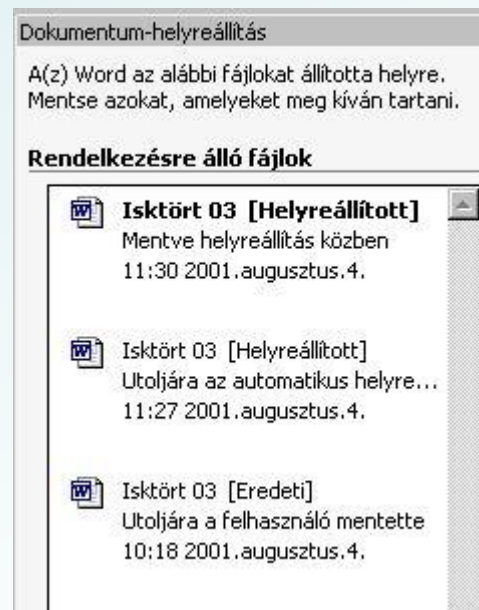 Dokumentum-helyreállítás
A(z) Word az alábbi fájlokat állította helyre.
Mentse azokat, amelyeket meg kíván tartani.
Rendelkezésre álló fájlok
Isktört 03 [Helyreállított]
Mentve helyreállítás közben
11:30 2001.augusztus.4.
Isktört 03 [Helyreállított]
Utoljára az automatikus helyre...
11:27 2001.augusztus.4.
Isktört 03 [Eredeti]
Utoljára a felhasználó mentette
10:18 2001.augusztus.4.